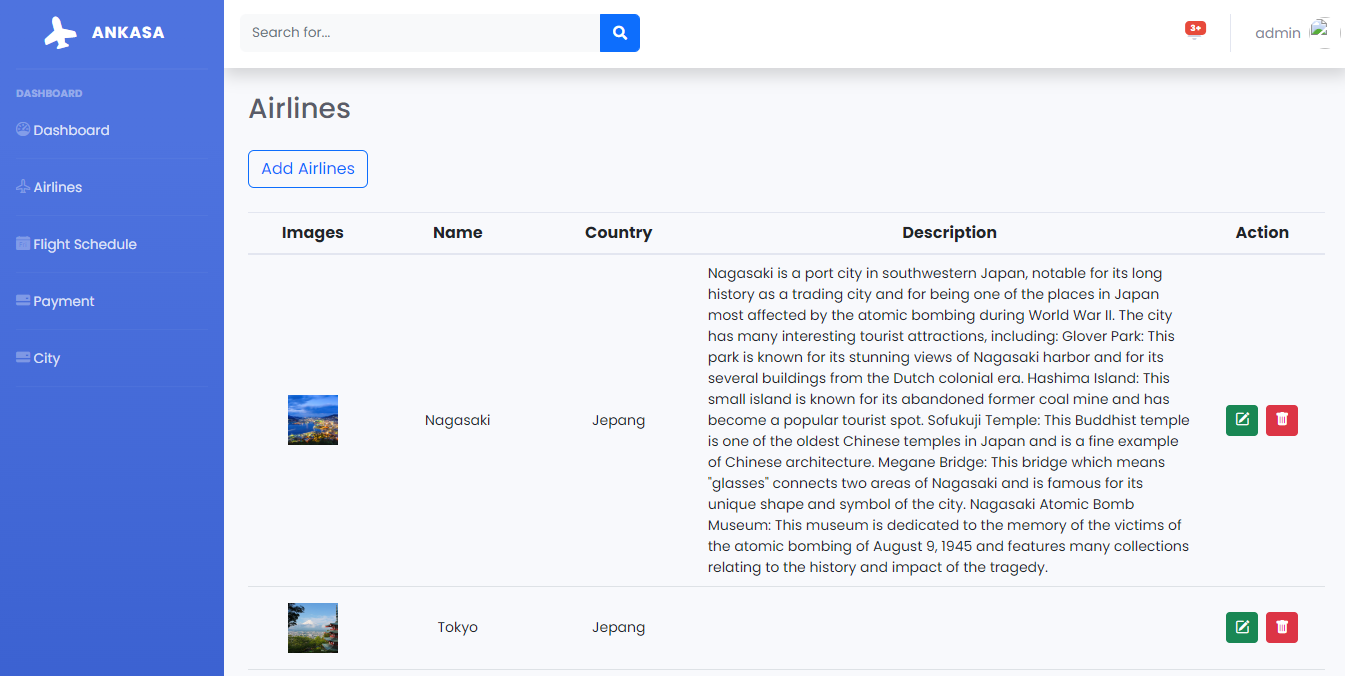 ANKASA
Search for...
3+
admin
DASHBOARD
Dashboard
Airlines
Flight Schedule
Payment
City
Airlines
Add Airlines
Images Name Country Description Action
Nagasaki is a port city in southwestern Japan, notable for its long
history as a trading city and for being one of the places in Japan
most affected by the atomic bombing during World War II. The city
has many interesting tourist attractions, including: Glover Park: This
park is known for its stunning views of Nagasaki harbor and for its
several buildings from the Dutch colonial era. Hashima Island: This
small island is known for its abandoned former coal mine and has
Nagasaki Jepang become a popular tourist spot. Sofukuji Temple: This Buddhist temple
is one of the oldest Chinese temples in Japan and is a fine example
of Chinese architecture. Megane Bridge: This bridge which means
"glasses" connects two areas of Nagasaki and is famous for its
unique shape and symbol of the city. Nagasaki Atomic Bomb
Museum: This museum is dedicated to the memory of the victims of
the atomic bombing of August 9, 1945 and features many collections
relating to the history and impact of the tragedy.
Tokyo Jepang